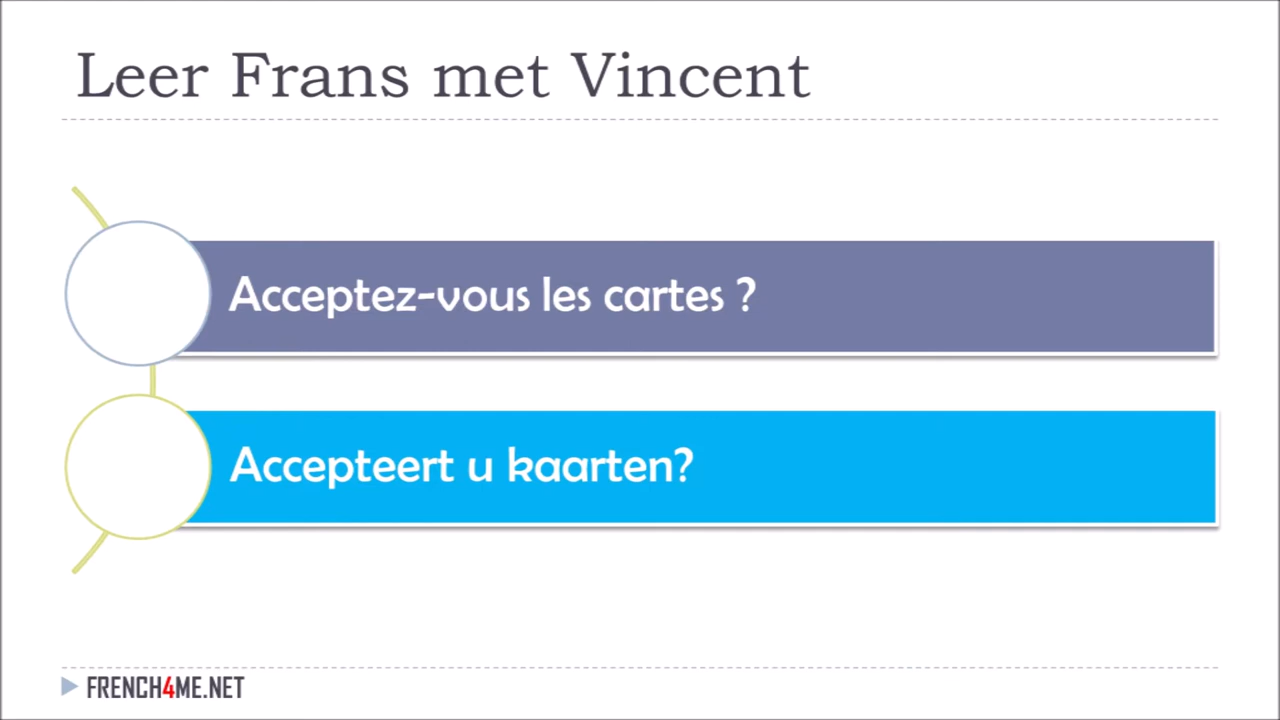 Leer Frans met Vincent
Acceptez-vous les cartes ?
Accepteert u kaarten?
FRENCH4ME.NET